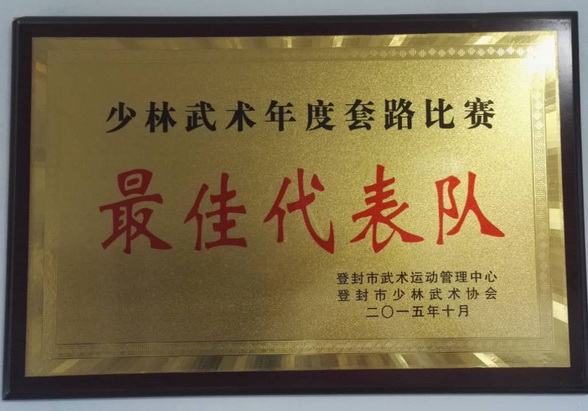 少林武术年度套路比赛
最佳代表队
登封市武术运动管理中心
登封市少林武术协会
二〇一五年十月